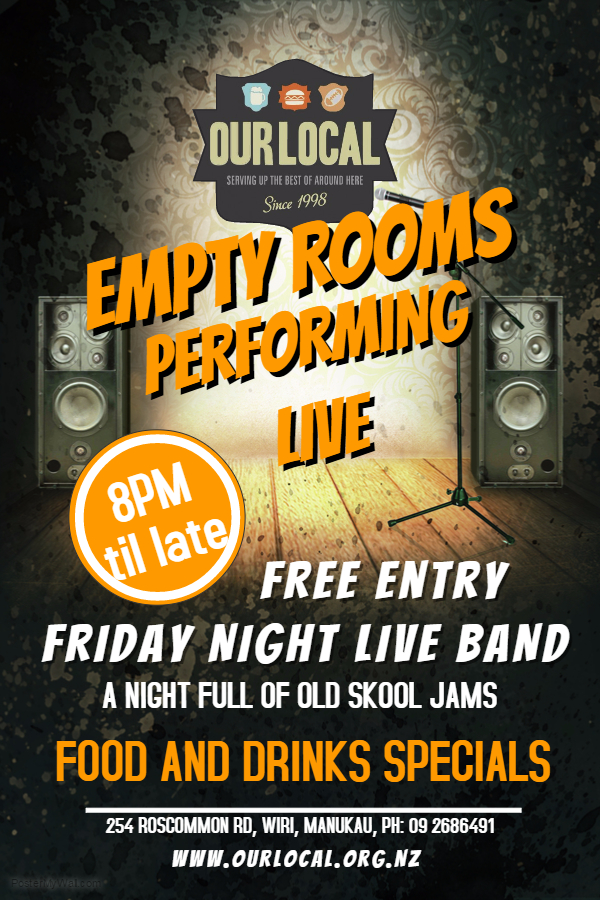 OUR LOCAL
SERVING UP THE BEST OF AROUND HERE
Since 1998
EMPTY ROOMS
PERFORMING
LIVE
8PM
til late
FREE ENTRY
FRIDAY NIGHT LIVE BAND
A NIGHT FULL OF OLD SKOOL JAMS
FOOD AND DRINKS SPECIALS
254 ROSCOMMON RD, WIRI, MANUKAU, PH: 09 2686491
WWW.OURLOCAL.ORG.NZ
PosterMyWall.com